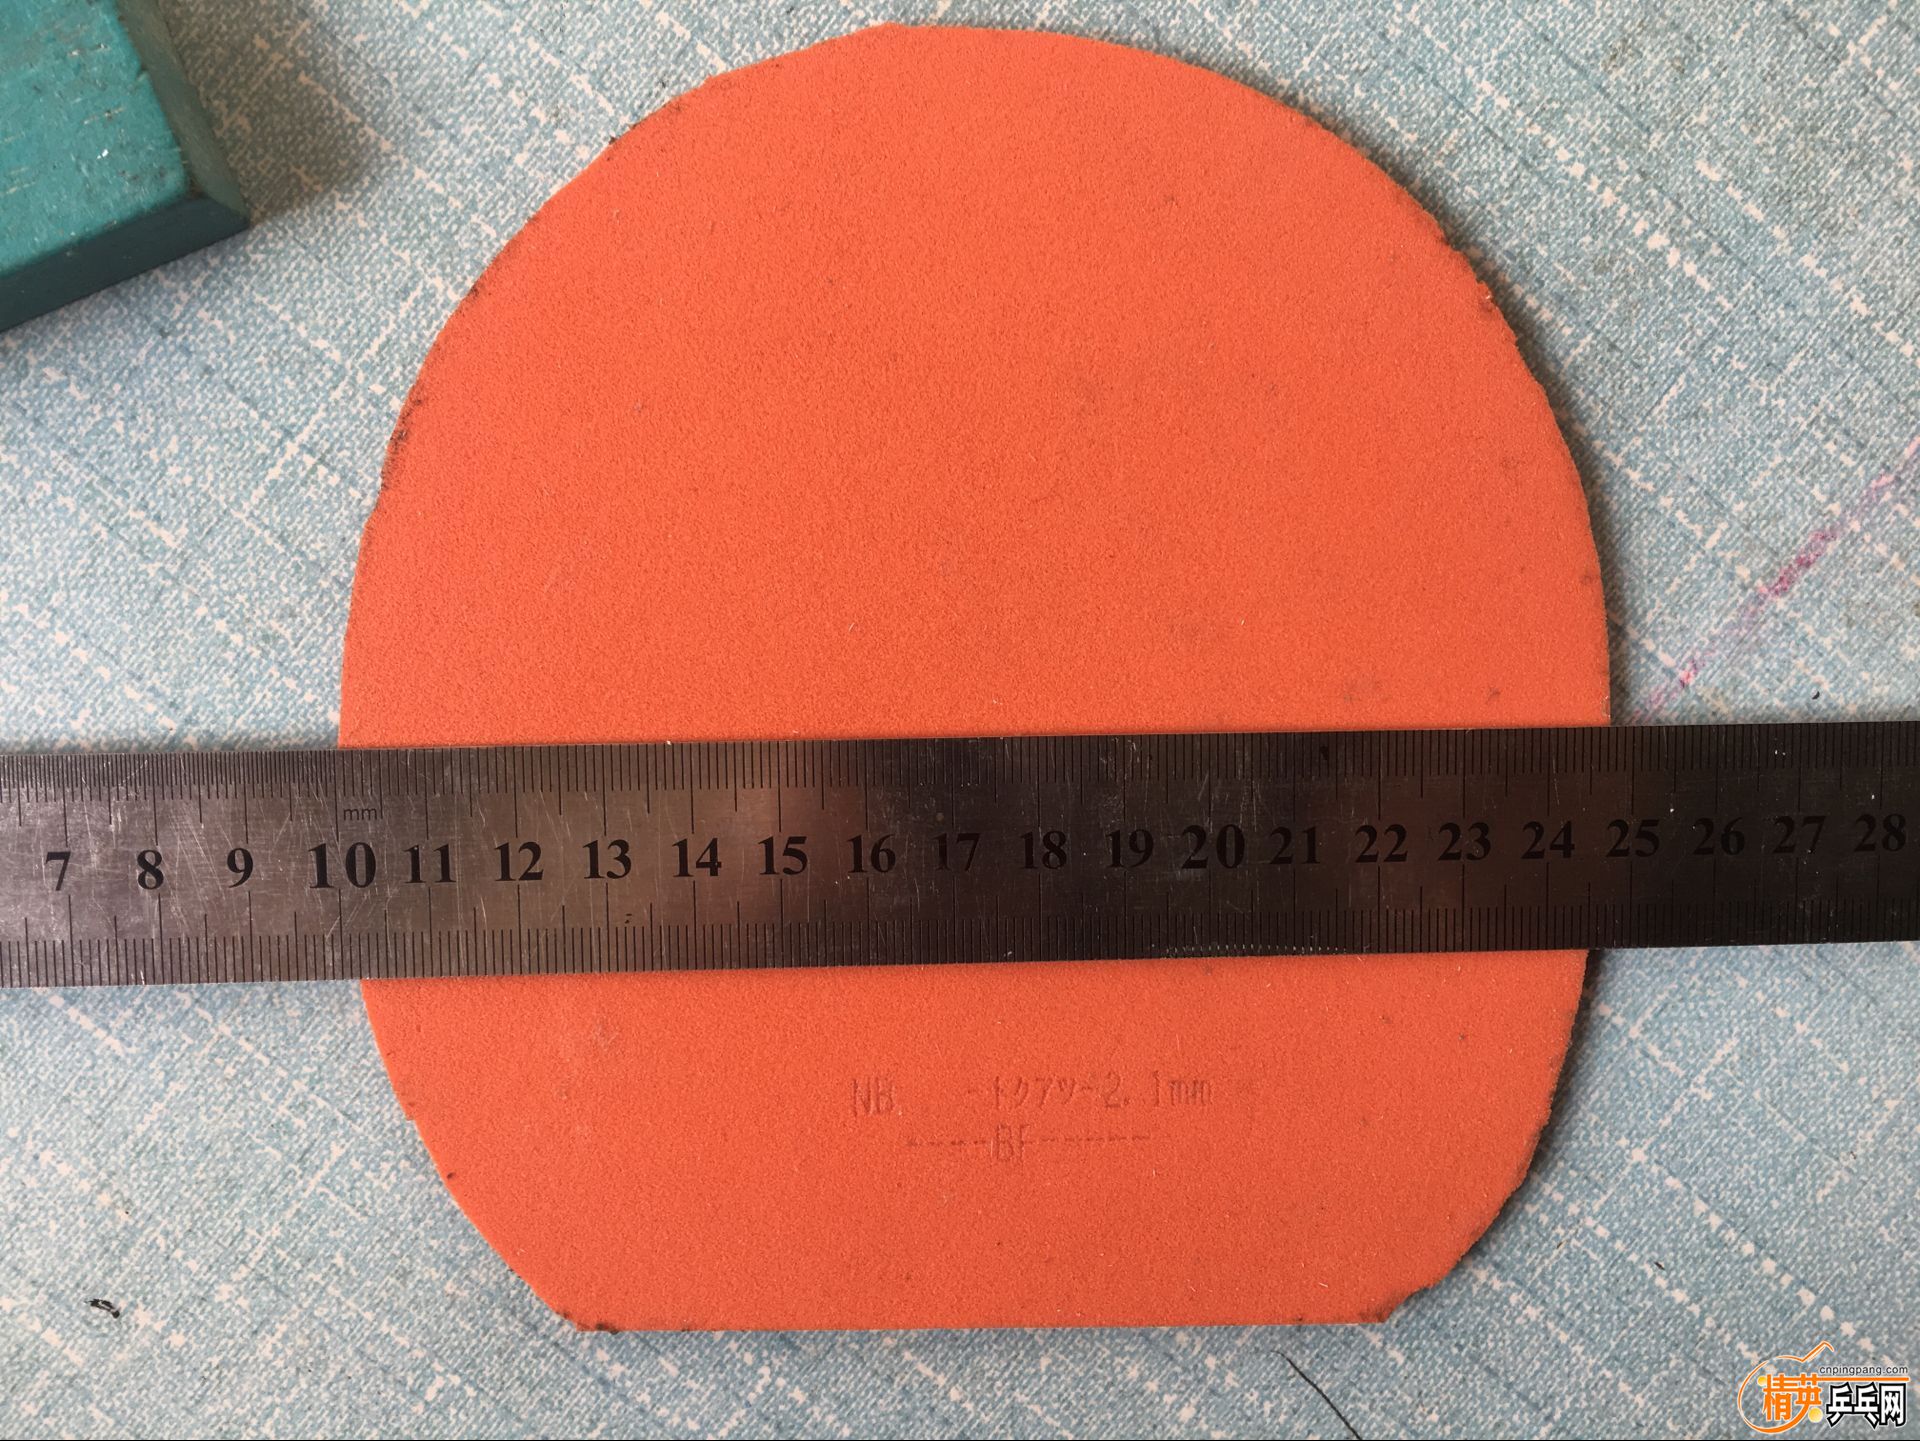 mm
7 8 9 10 11 12 13 14 15 16 17 18 19 20 21 22 23 24 25 26 27 28
NB -トクアツ-2.1mm
----BF-----
cnpingpang.com
精英乒乓网